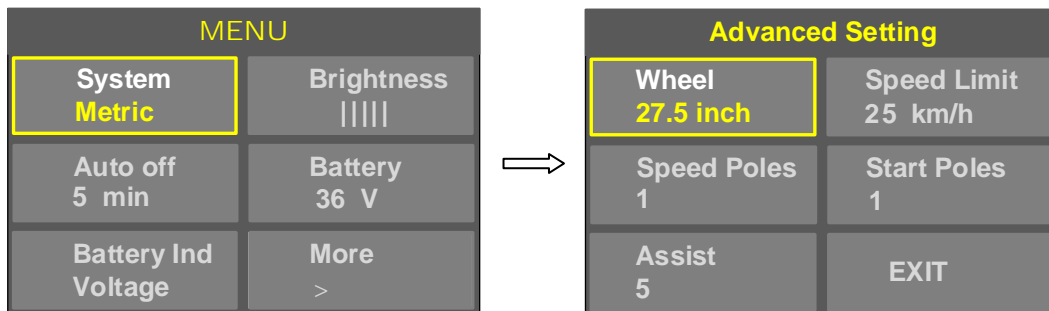 MENU
System
Metric
Brightness
|||||
Auto off
5 min
Battery
36 V
Battery Ind
Voltage
More
>
Advanced Setting
Wheel
27.5 inch
Speed Limit
25 km/h
Speed Poles
1
Start Poles
1
Assist
5
EXIT